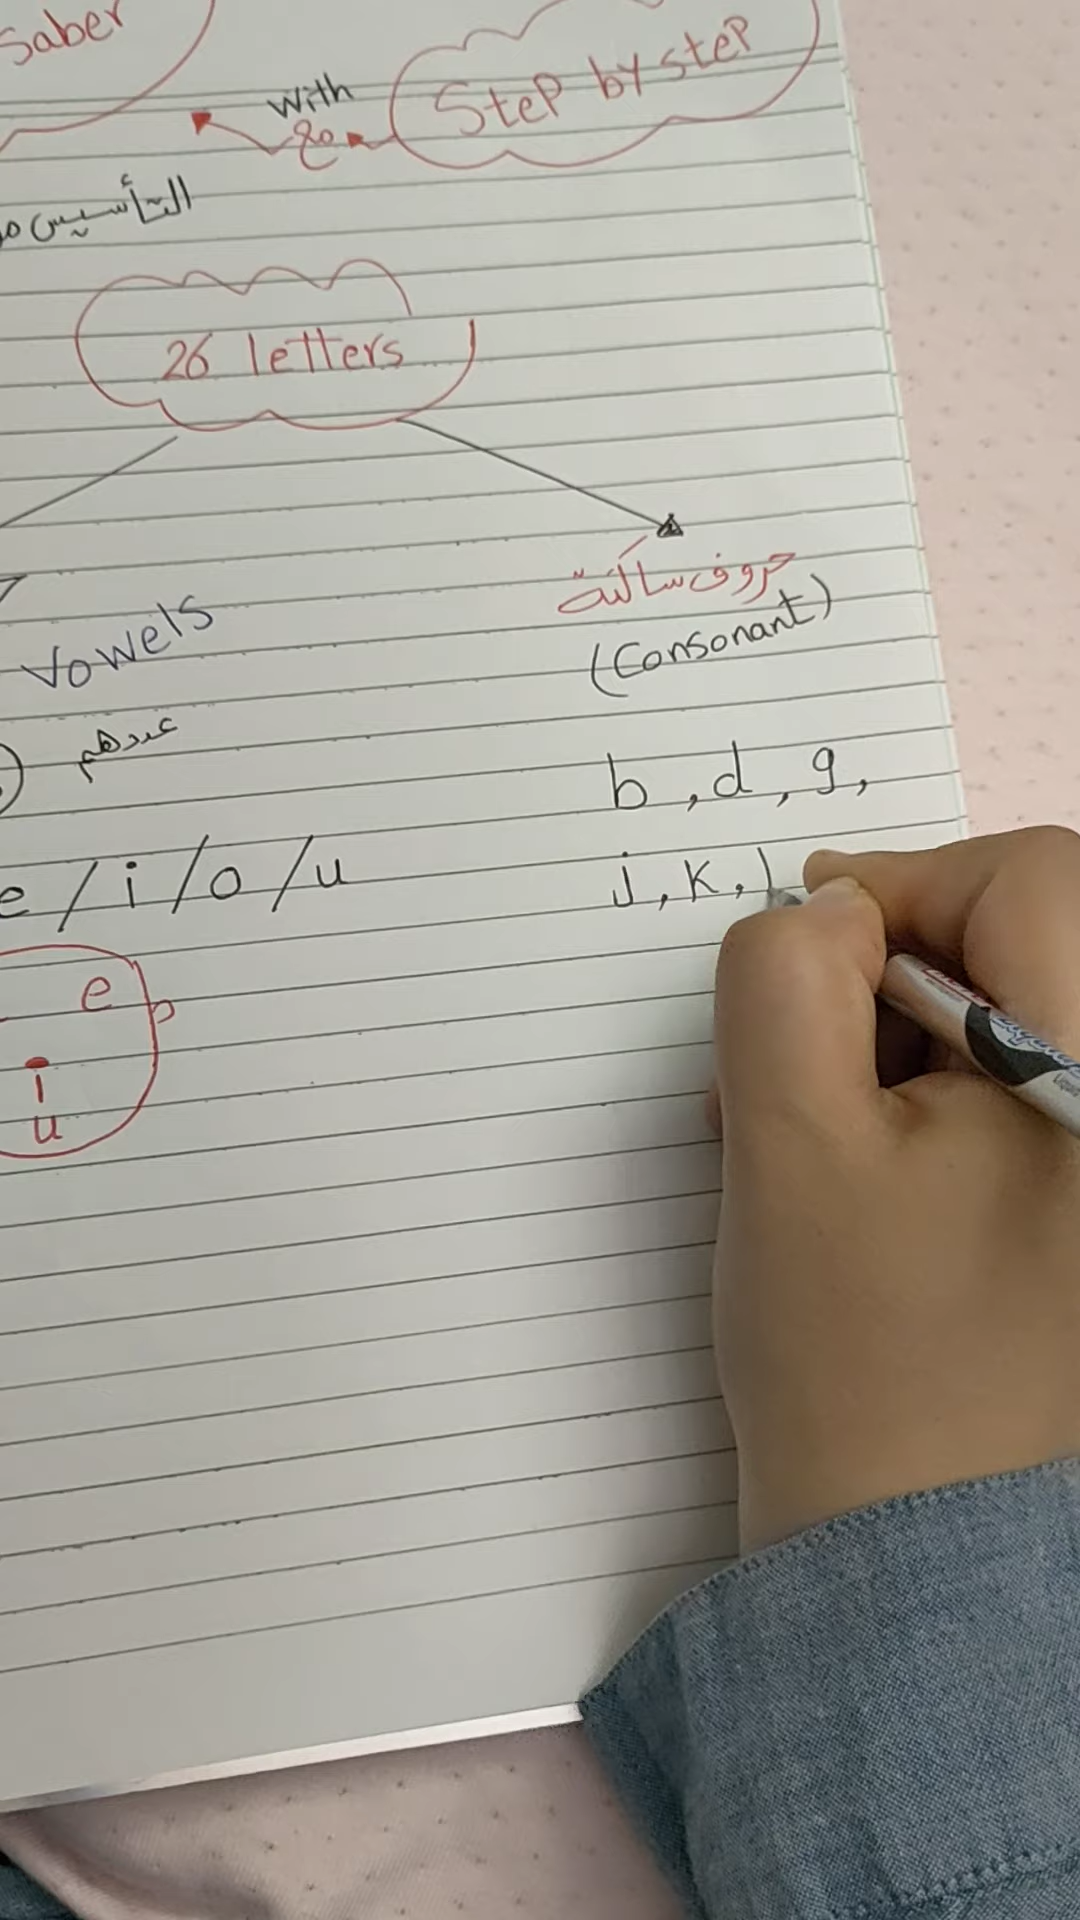 Saber
With
Step by step
مع
التأسيس
26 letters
حروف ساكنة
Vowels
(Consonant)
عددهم
b , d , g ,
e / i / o / u
j , k , l
e
i
u